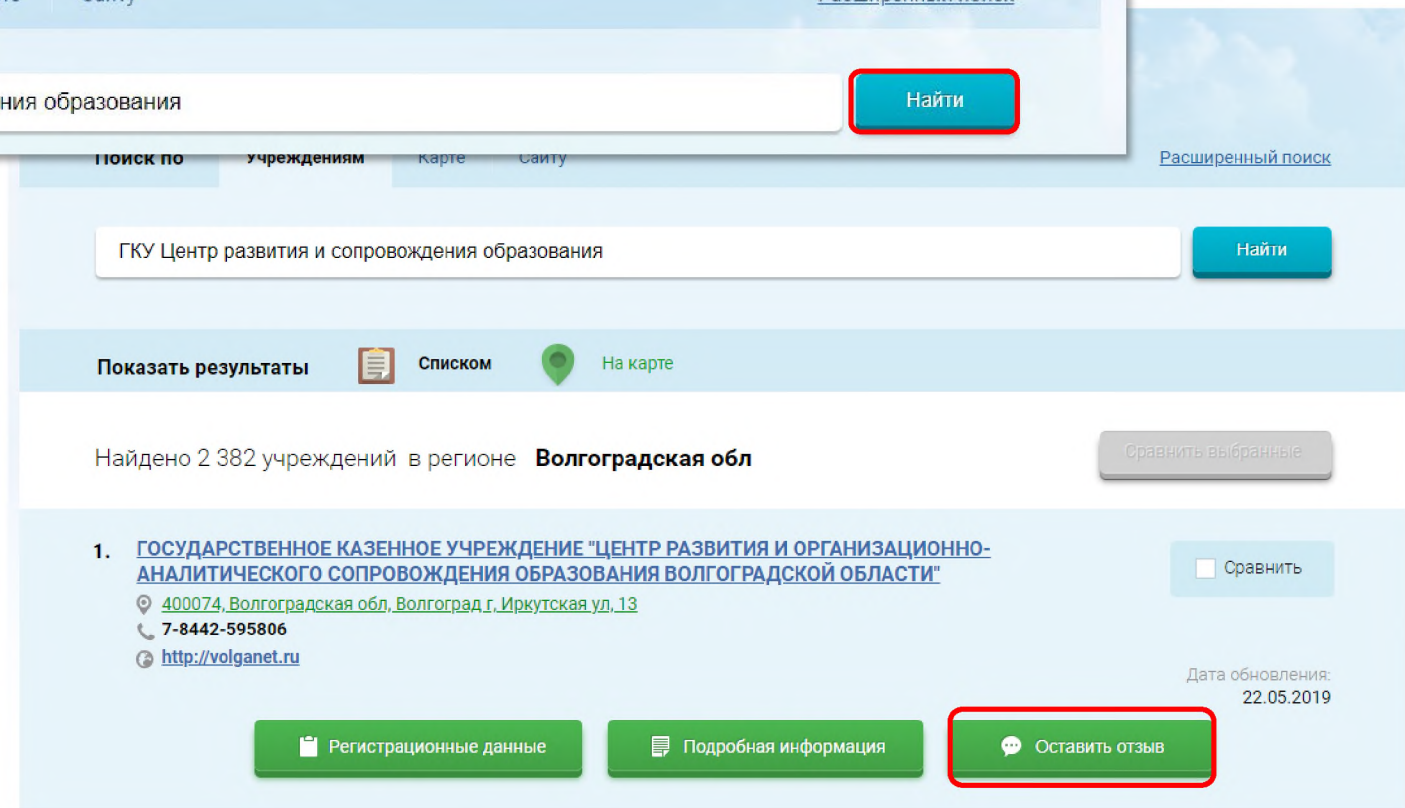 Расширенный поиск
ния образования
Найти
Поиск по Учреждениям Карте Сайту Расширенный поиск
ГКУ Центр развития и сопровождения образования Найти
Показать результаты Списком На карте
Найдено 2 382 учреждений в регионе Волгоградская обл Сравнить выбранные
1. ГОСУДАРСТВЕННОЕ КАЗЕННОЕ УЧРЕЖДЕНИЕ "ЦЕНТР РАЗВИТИЯ И ОРГАНИЗАЦИОННО-
АНАЛИТИЧЕСКОГО СОПРОВОЖДЕНИЯ ОБРАЗОВАНИЯ ВОЛГОГРАДСКОЙ ОБЛАСТИ"
Сравнить
400074, Волгоградская обл, Волгоград г, Иркутская ул, 13
7-8442-595806
http://volganet.ru
Дата обновления:
22.05.2019
Регистрационные данные Подробная информация Оставить отзыв